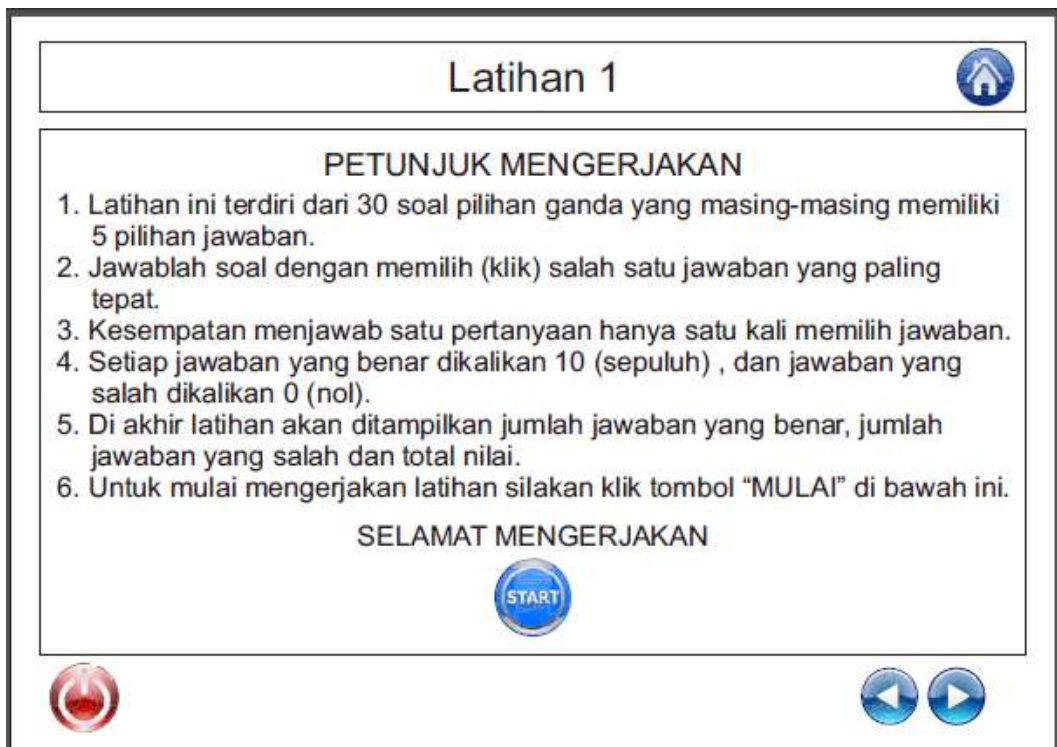 Latihan 1
PETUNJUK MENGERJAKAN
1. Latihan ini terdiri dari 30 soal pilihan ganda yang masing-masing memiliki
5 pilihan jawaban.
2. Jawablah soal dengan memilih (klik) salah satu jawaban yang paling
tepat.
3. Kesempatan menjawab satu pertanyaan hanya satu kali memilih jawaban.
4. Setiap jawaban yang benar dikalikan 10 (sepuluh) , dan jawaban yang
salah dikalikan 0 (nol).
5. Di akhir latihan akan ditampilkan jumlah jawaban yang benar, jumlah
jawaban yang salah dan total nilai.
6. Untuk mulai mengerjakan latihan silakan klik tombol “MULAI” di bawah ini.
SELAMAT MENGERJAKAN
START